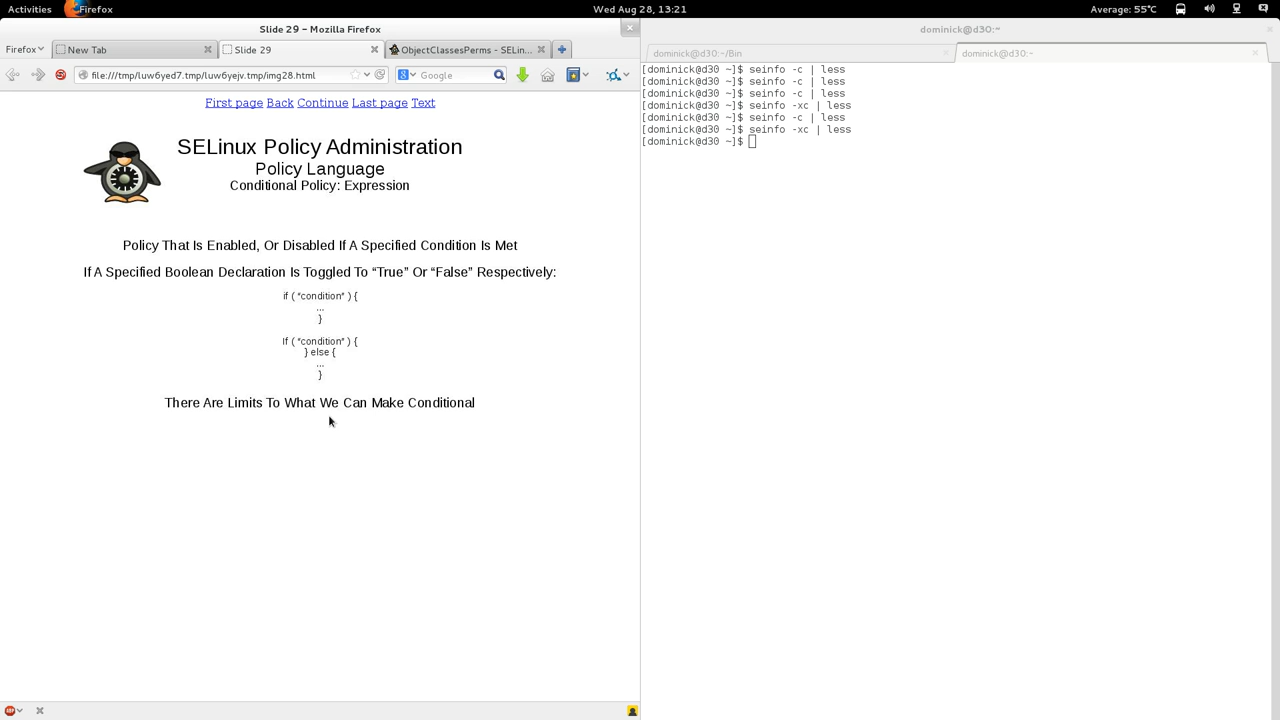 Activities
Firefox
Wed Aug 28, 13:21
Average: 55°C
Slide 29 - Mozilla Firefox
Firefox
New Tab
Slide 29
ObjectClassesPerms - SELin...
file:///tmp/luw6yed7.tmp/luw6yejv.tmp/img28.html
Google
First page Back Continue Last page Text
SELinux Policy Administration
Policy Language
Conditional Policy: Expression
Policy That Is Enabled, Or Disabled If A Specified Condition Is Met
If A Specified Boolean Declaration Is Toggled To “True” Or “False” Respectively:
if ( “condition” ) {
...
}
If ( “condition” ) {
} else {
...
}
There Are Limits To What We Can Make Conditional
ABP
dominick@d30:~
dominick@d30:~/Bin
dominick@d30:~
[dominick@d30 ~]$ seinfo -c | less
[dominick@d30 ~]$ seinfo -c | less
[dominick@d30 ~]$ seinfo -c | less
[dominick@d30 ~]$ seinfo -xc | less
[dominick@d30 ~]$ seinfo -c | less
[dominick@d30 ~]$ seinfo -xc | less
[dominick@d30 ~]$